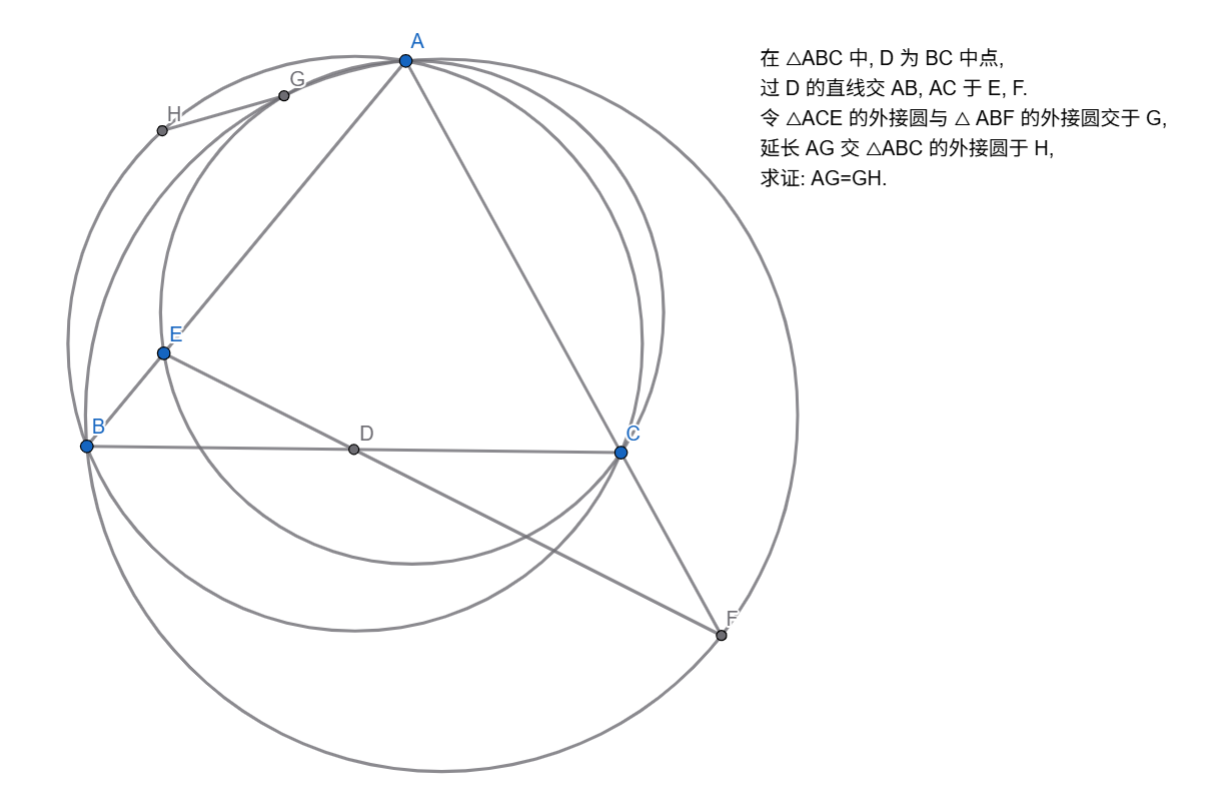 A
G
H
E
B
D
C
F
在 △ABC 中, D 为 BC 中点,
过 D 的直线交 AB, AC 于 E, F.
令 △ACE 的外接圆与 △ ABF 的外接圆交于 G,
延长 AG 交 △ABC 的外接圆于 H,
求证: AG=GH.